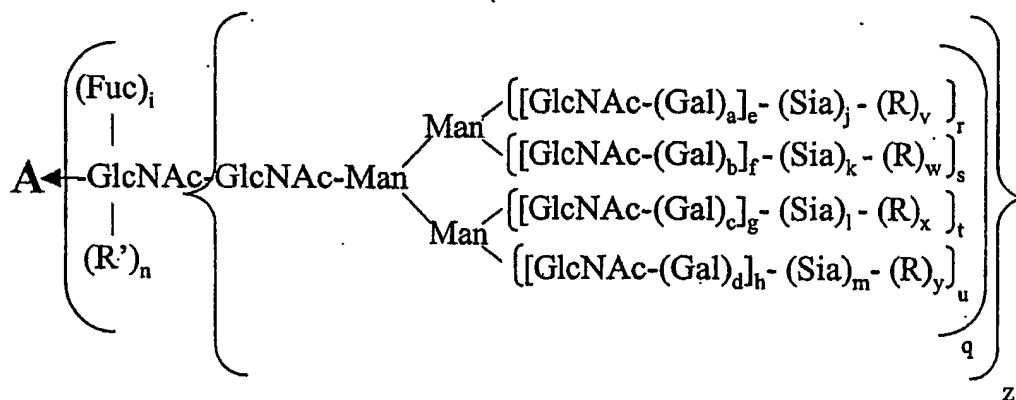 (Fuc)i
[GlcNAc-(Gal)a]e- (Sia)j- (R)v r
Man
[GlcNAc-(Gal)b]f- (Sia)k- (R)w s
A GlcNAc-GlcNAc-Man
[GlcNAc-(Gal)c]g- (Sia)l - (R)x t
Man
(R')n
[GlcNAc-(Gal)d]h- (Sia)m- (R)y u
q
z